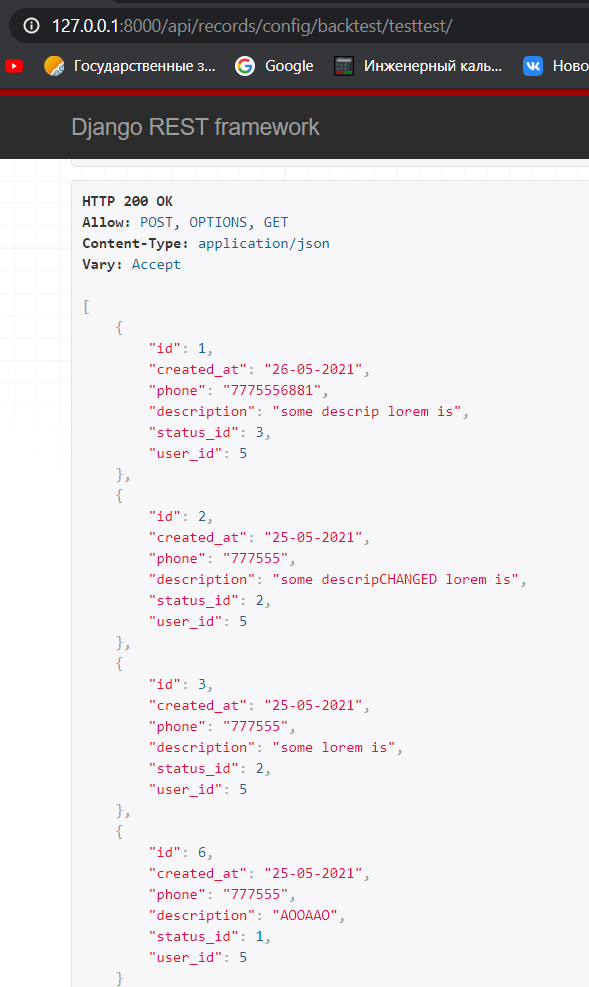 127.0.0.1:8000/api/records/config/backtest/testtest/
Государственные з... Google Инженерный каль... Ново
Django REST framework
HTTP 200 OK
Allow: POST, OPTIONS, GET
Content-Type: application/json
Vary: Accept
[
{
"id": 1,
"created_at": "26-05-2021",
"phone": "7775556881",
"description": "some descrip lorem is",
"status_id": 3,
"user_id": 5
},
{
"id": 2,
"created_at": "25-05-2021",
"phone": "777555",
"description": "some descripCHANGED lorem is",
"status_id": 2,
"user_id": 5
},
{
"id": 3,
"created_at": "25-05-2021",
"phone": "777555",
"description": "some lorem is",
"status_id": 2,
"user_id": 5
},
{
"id": 6,
"created_at": "25-05-2021",
"phone": "777555",
"description": "AOOAAO",
"status_id": 1,
"user_id": 5
}